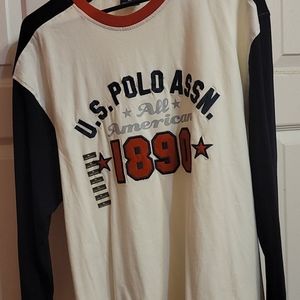 U.S. POLO ASSN.
All
American
1890